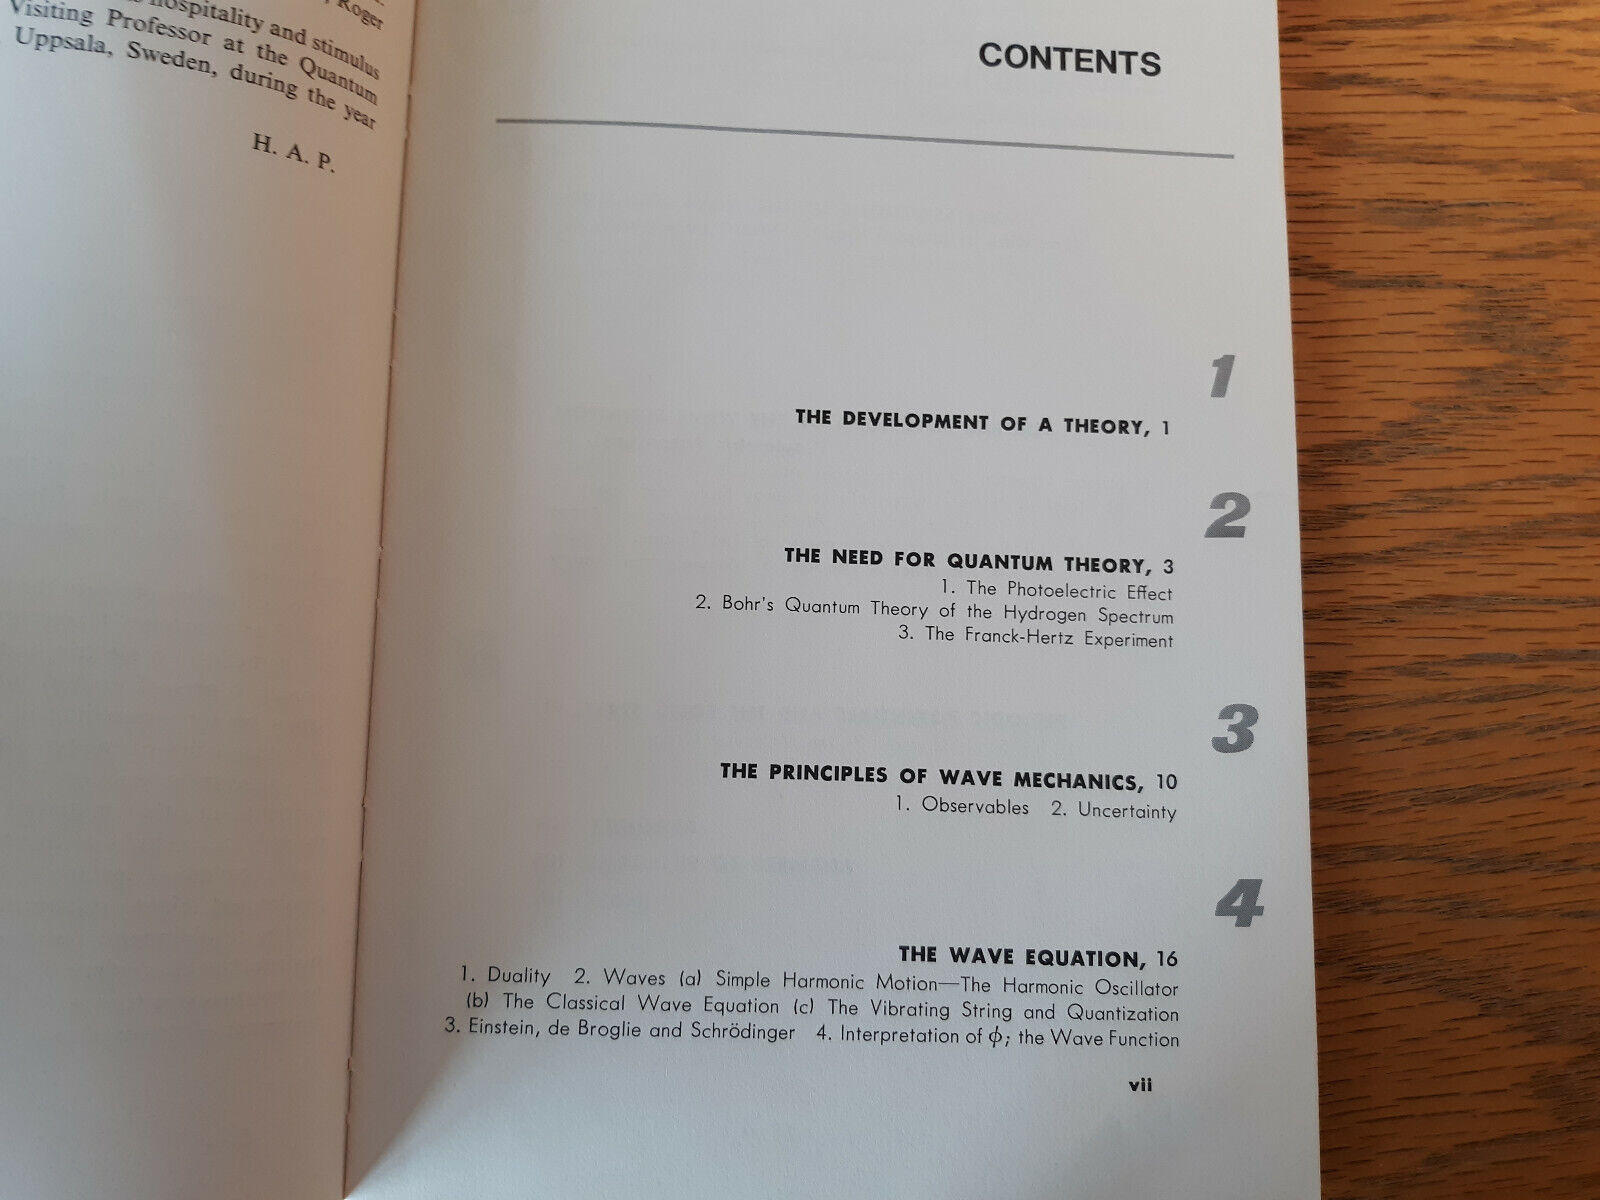 Roger
hospitality and stimulus
Visiting Professor at the Quantum
Uppsala, Sweden, during the year
H. A. P.
CONTENTS
1
THE DEVELOPMENT OF A THEORY, 1
2
THE NEED FOR QUANTUM THEORY, 3
1. The Photoelectric Effect
2. Bohr's Quantum Theory of the Hydrogen Spectrum
3. The Franck-Hertz Experiment
3
THE PRINCIPLES OF WAVE MECHANICS, 10
1. Observables 2. Uncertainty
4
THE WAVE EQUATION, 16
1. Duality 2. Waves (a) Simple Harmonic Motion—The Harmonic Oscillator
(b) The Classical Wave Equation (c) The Vibrating String and Quantization
3. Einstein, de Broglie and Schrödinger 4. Interpretation of ϕ; the Wave Function
vii